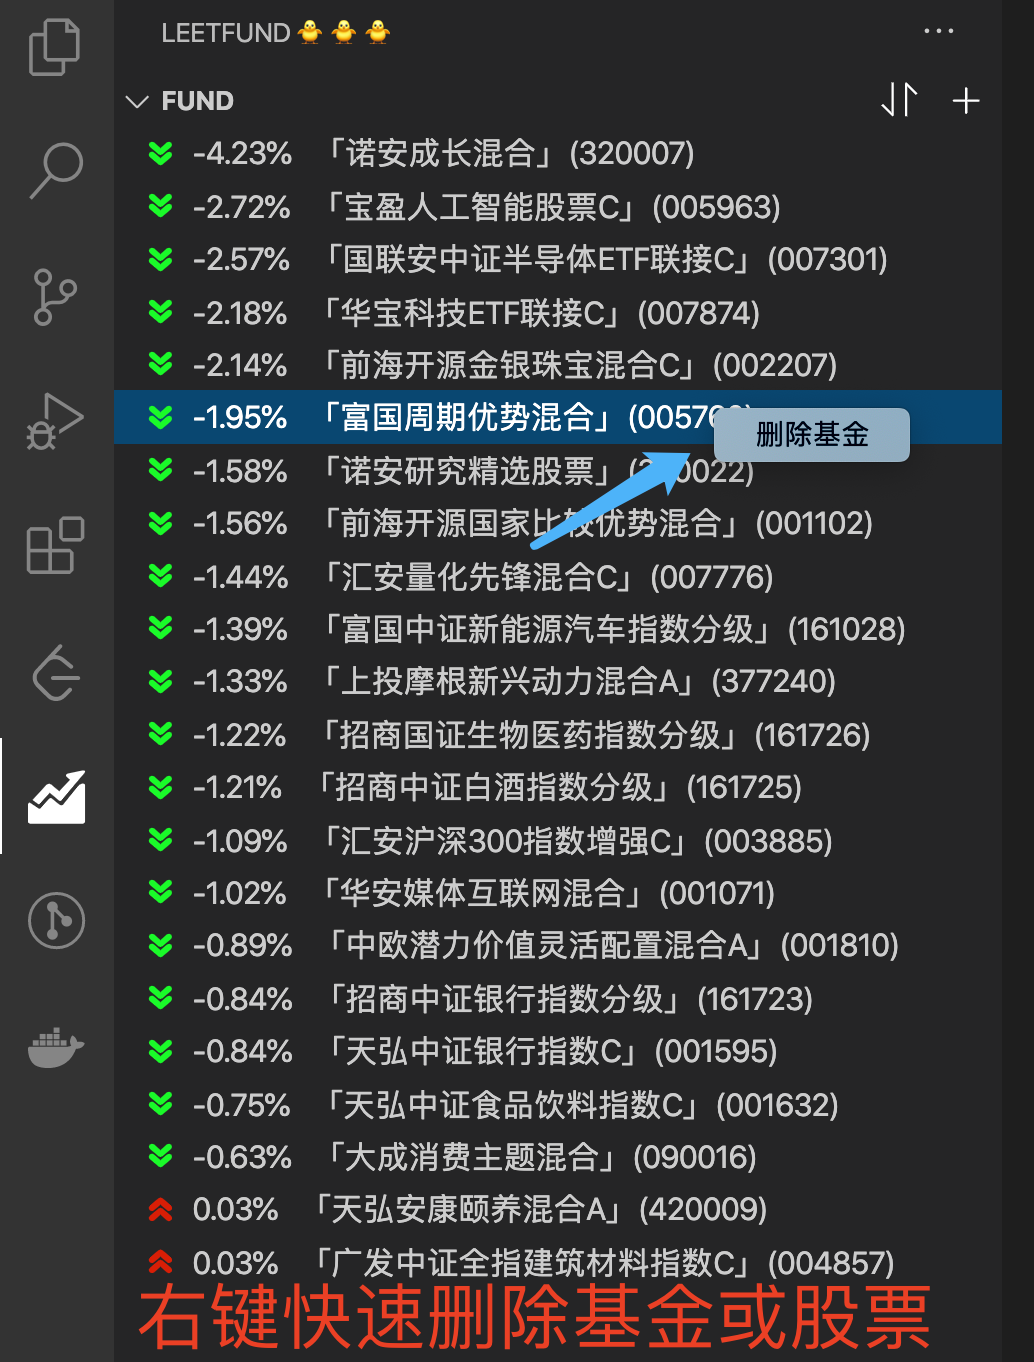 LEETFUND🐥 🐥 🐥
FUND
-4.23% 「诺安成长混合」(320007)
-2.72% 「宝盈人工智能股票C」(005963)
-2.57% 「国联安中证半导体ETF联接C」(007301)
-2.18% 「华宝科技ETF联接C」(007874)
-2.14% 「前海开源金银珠宝混合C」(002207)
-1.95% 「富国周期优势混合」
删除基金
-1.58% 「诺安研究精选股票」
-1.56% 「前海开源国家比较优势混合」(001102)
-1.44% 「汇安量化先锋混合C」(007776)
-1.39% 「富国中证新能源汽车指数分级」(161028)
-1.33% 「上投摩根新兴动力混合A」(377240)
-1.22% 「招商国证生物医药指数分级」(161726)
-1.21% 「招商中证白酒指数分级」(161725)
-1.09% 「汇安沪深300指数增强C」(003885)
-1.02% 「华安媒体互联网混合」(001071)
-0.89% 「中欧潜力价值灵活配置混合A」(001810)
-0.84% 「招商中证银行指数分级」(161723)
-0.84% 「天弘中证银行指数C」(001595)
-0.75% 「天弘中证食品饮料指数C」(001632)
-0.63% 「大成消费主题混合」(090016)
0.03% 「天弘安康颐养混合A」(420009)
0.03% 「广发中证全指建筑材料指数C」(004857)
右键快速删除基金或股票